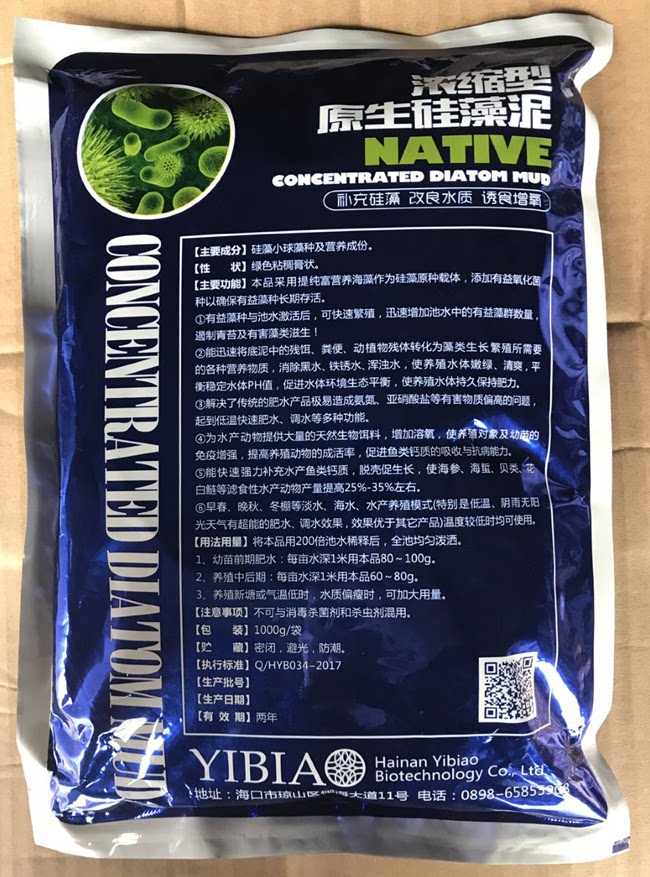 浓缩型
原生硅藻泥
NATIVE
CONCENTRATED DIATOM MUD
补充硅藻 改良水质 诱食增氧
CONCENTRATED DIATOM MUD
【主要成分】硅藻小球藻种及营养成份。
【性 状】绿色粘稠膏状。
【主要功能】本品采用提纯富营养海藻作为硅藻原种载体，添加有益氧化菌
种以确保有益藻种长期存活。
①有益藻种与池水激活后，可快速繁殖，迅速增加池水中的有益藻群数量，
遏制青苔及有害藻类滋生！
②能迅速将底泥中的残饵、粪便、动植物残体转化为藻类生长繁殖所需要
的各种营养物质，消除黑水、铁锈水、浑浊水，使养殖水体嫩绿、清爽，平
衡稳定水体PH值，促进水体环境生态平衡，使养殖水体持久保持肥力。
③解决了传统的肥水产品极易造成氨氮、亚硝酸盐等有害物质偏高的问题，
起到低温快速肥水、调水等多种功能。
④为水产动物提供大量的天然生物饵料，增加溶氧，使养殖对象及幼苗的
免疫增强，提高养殖动物的成活率，促进鱼类钙质的吸收与抗病能力。
⑤能快速强力补充水产鱼类钙质，脱壳促生长，使海参、海蜇、贝类、花
白鲢等滤食性水产动物产量提高25%-35%左右。
⑥早春、晚秋、冬棚等淡水、海水、水产养殖模式(特别是低温、阴雨无阳
光天气有超能的肥水、调水效果，效果优于其它产品)温度较低时均可使用。
【用法用量】将本品用200倍池水稀释后，全池均匀泼洒。
1、幼苗前期肥水：每亩水深1米用本品80～100g。
2、养殖中后期：每亩水深1米用本品60～80g。
3、养殖新塘或气温低时，水质偏瘦时，可加大用量。
【注意事项】不可与消毒杀菌剂和杀虫剂混用。
【包 装】1000g/袋
【贮 藏】密闭，避光，防潮。
【执行标准】Q/HYB034-2017
【生产批号】
【生产日期】
【有 效 期】两年
YIBIAO
Hainan Yibiao
Biotechnology Co., Ltd
地址：海口市琼山区 海大道11号 电话：0898-6585